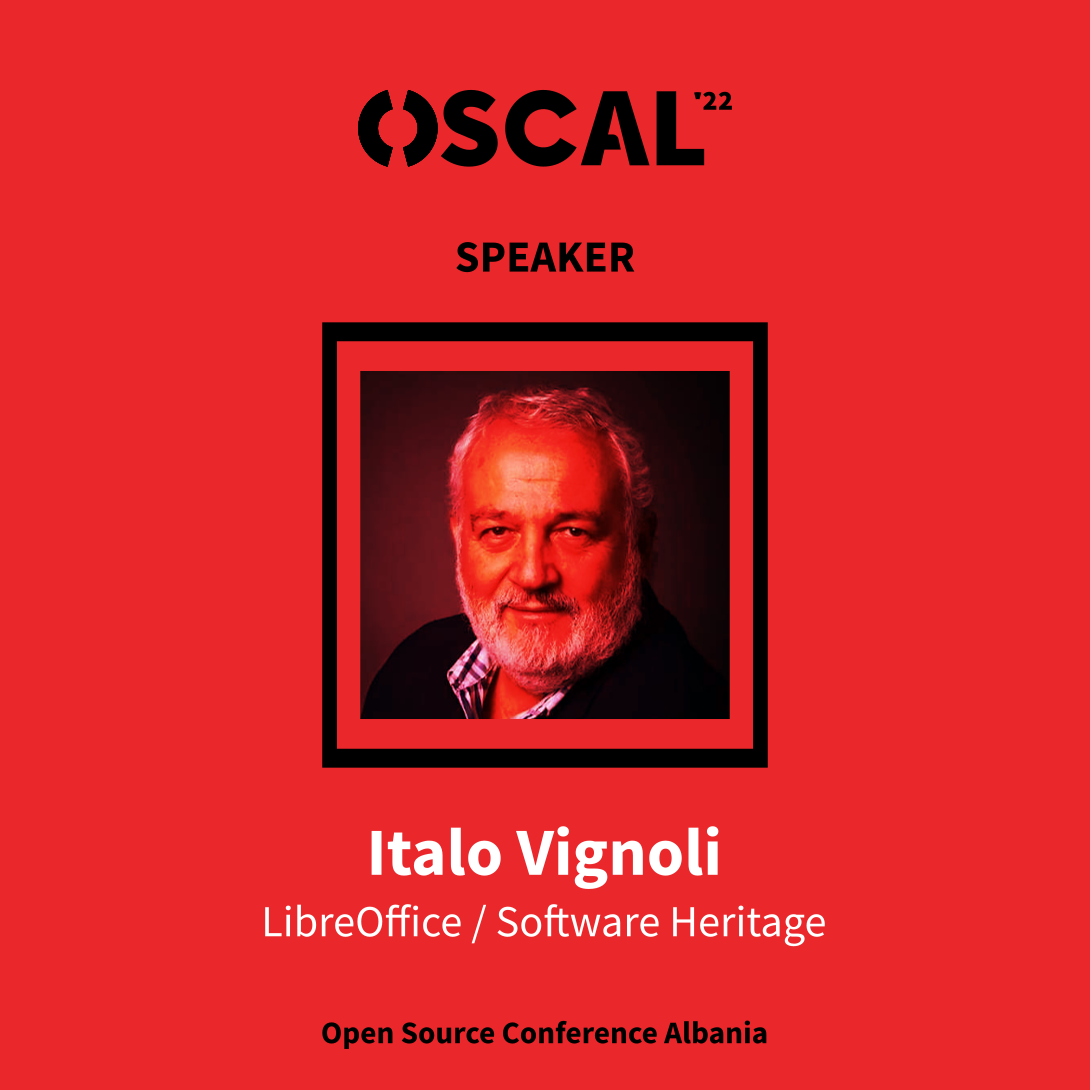 OSCAL '22
SPEAKER
Italo Vignoli
LibreOffice / Software Heritage
Open Source Conference Albania